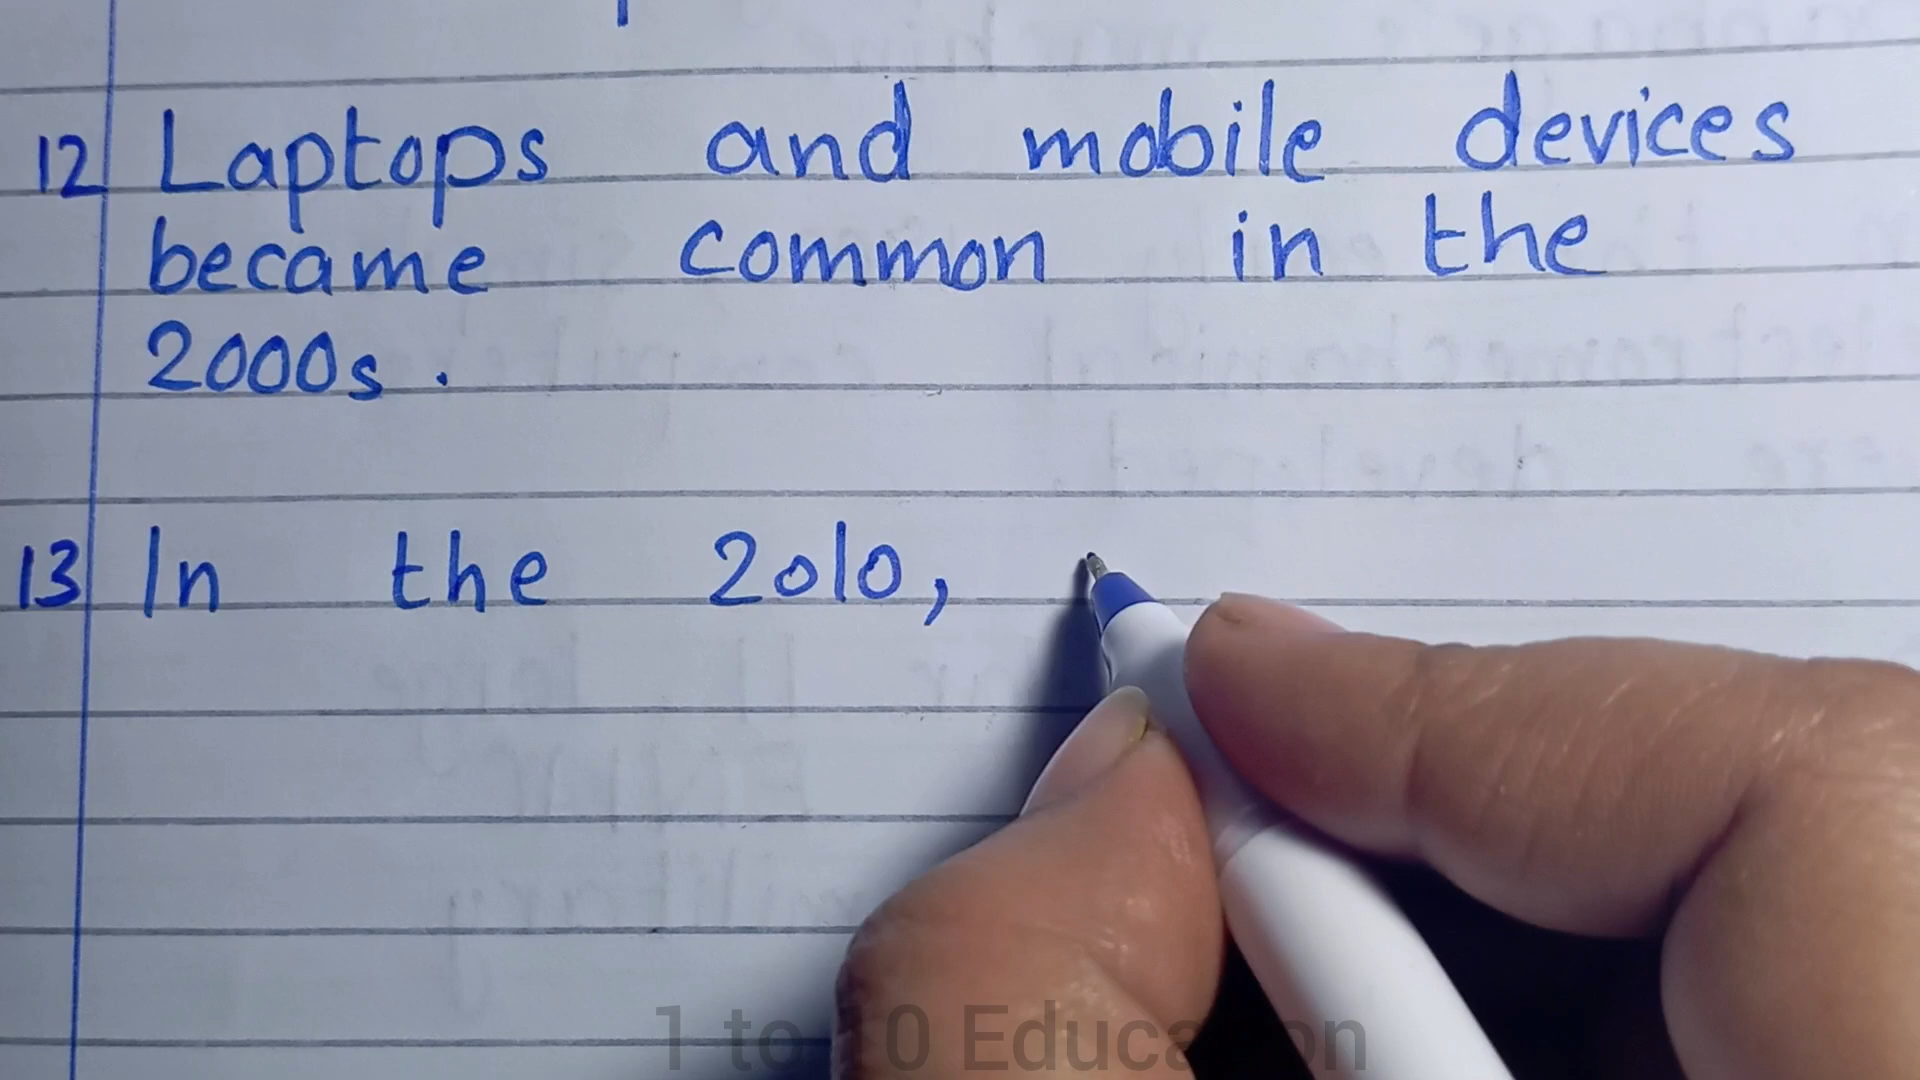 12 Laptops and mobile devices
became common in the
2000s.
13 In the 2010,
1 to 10 Education